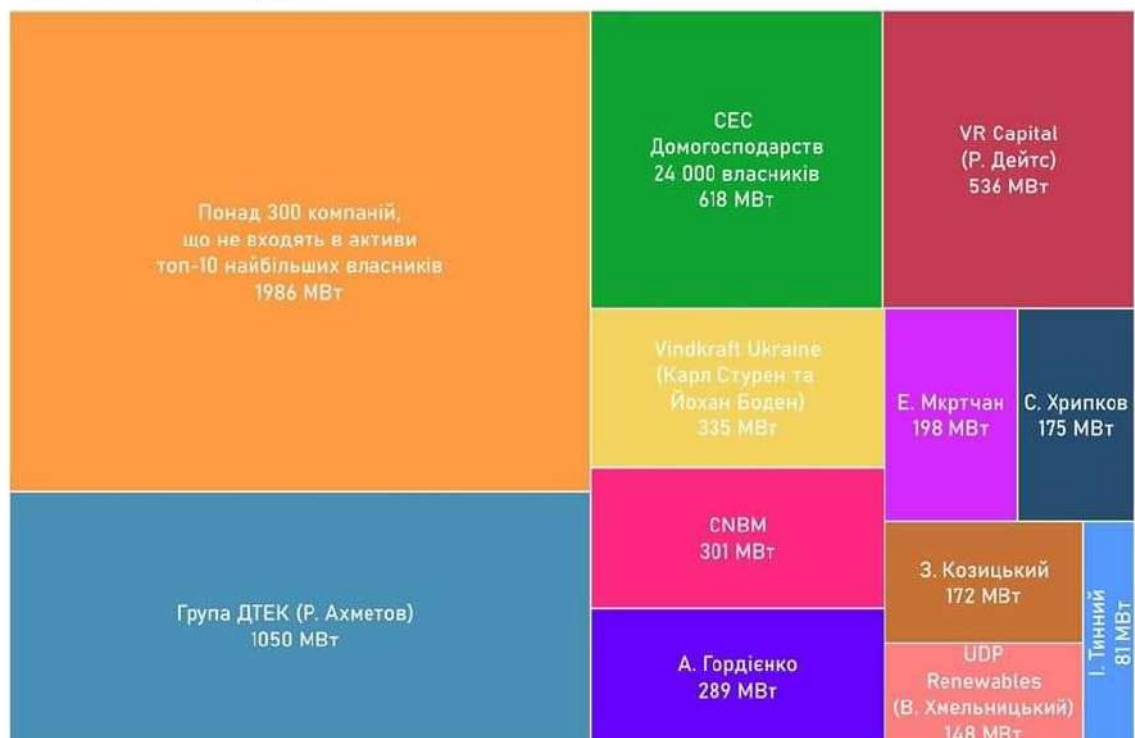 Понад 300 компаній,
що не входять в активи
топ-10 найбільших власників
1986 МВт
Група ДТЕК (Р. Ахметов)
1050 МВт
СЕС
Домогосподарств
24 000 власників
618 МВт
VR Capital
(Р. Дейтс)
536 МВт
Vindkraft Ukraine
(Карл Стурен та
Йохан Боден)
335 МВт
Е. Мкртчан
198 МВт
С. Хрипков
175 МВт
CNBM
301 МВт
А. Гордієнко
289 МВт
З. Козицький
172 МВт
UDP
Renewables
(В. Хмельницький)
148 МВт
І. Тинний
81 МВт